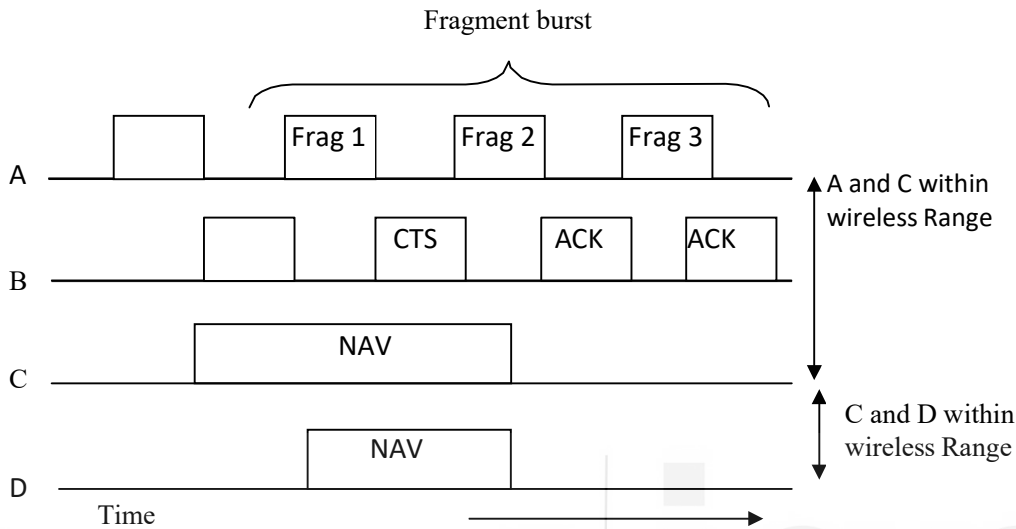 Fragment burst
Frag 1
Frag 2
Frag 3
A
A and C within
wireless Range
CTS
ACK
ACK
B
NAV
C
C and D within
wireless Range
NAV
D
Time